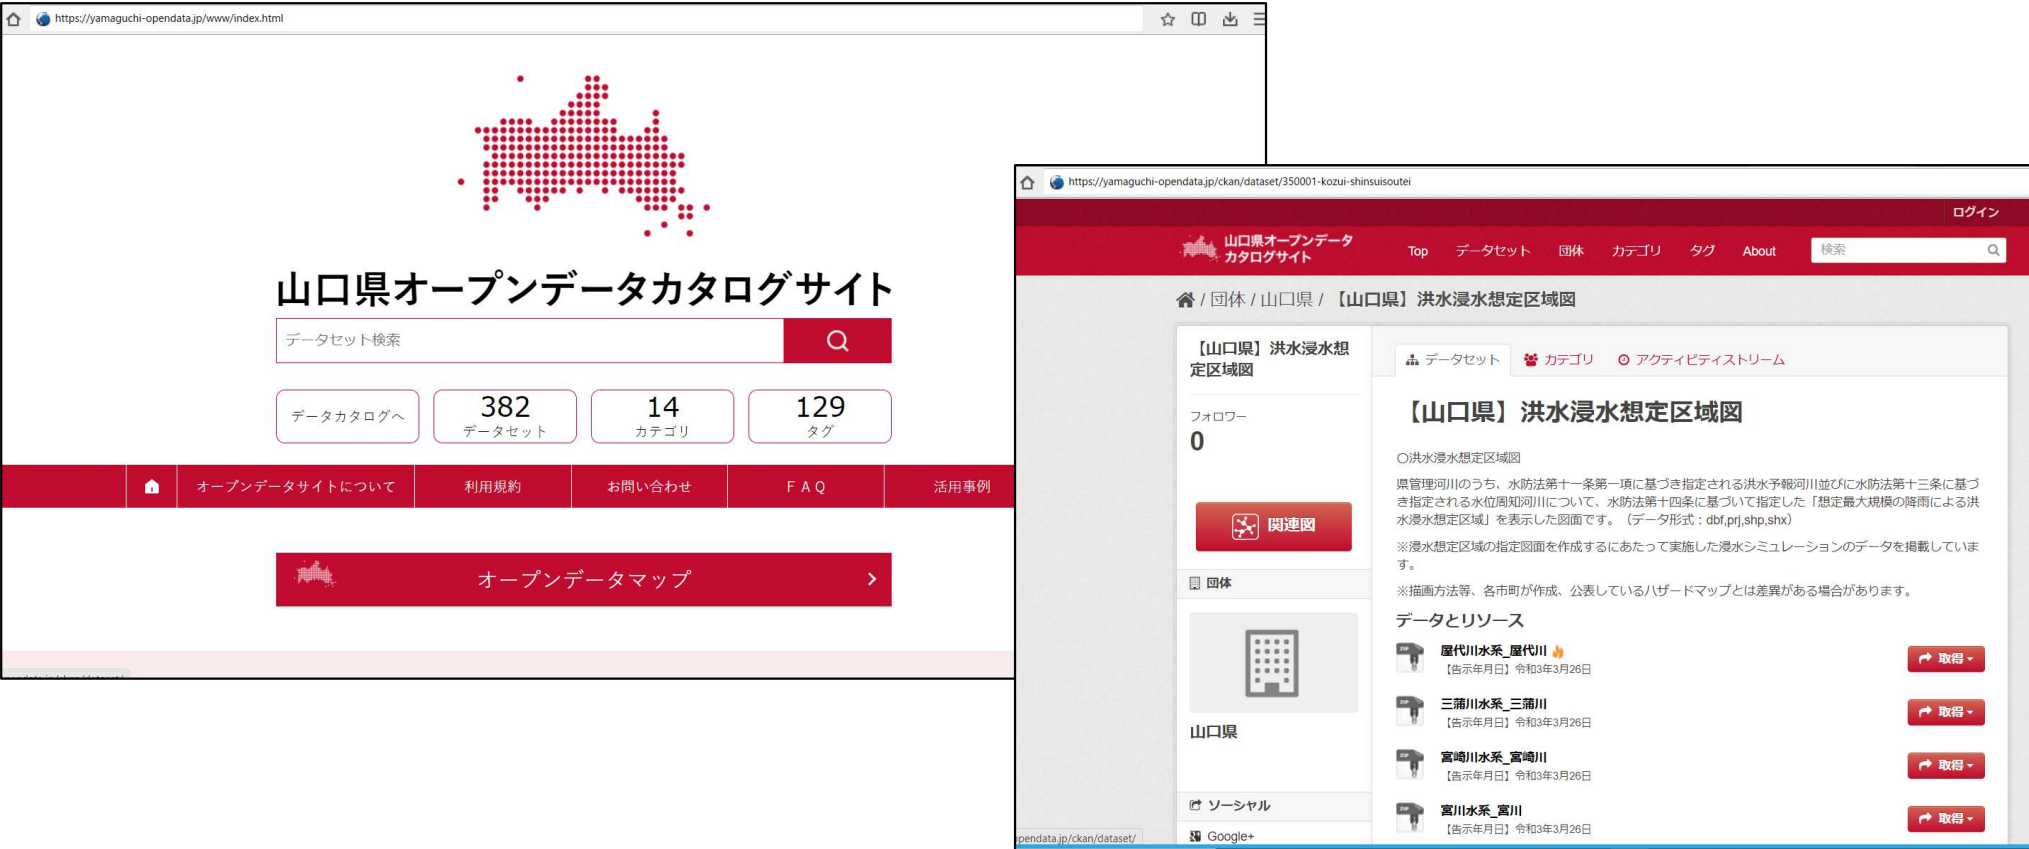 https://yamaguchi-opendata.jp/www/index.html
山口県オープンデータカタログサイト
データセット検索
データカタログへ
382
データセット
14
カテゴリ
129
タグ
オープンデータサイトについて
利用規約
お問い合わせ
ＦＡＱ
活用事例
オープンデータマップ
https://yamaguchi-opendata.jp/ckan/dataset/350001-kozui-shinsuisoutei
ログイン
山口県オープンデータ
カタログサイト
Top
データセット
団体
カテゴリ
タグ
About
検索
/ 団体 / 山口県 / 【山口県】洪水浸水想定区域図
【山口県】洪水浸水想
定区域図
フォロワー
0
関連図
団体
山口県
ソーシャル
Google+
データセット
カテゴリ
アクティビティストリーム
【山口県】洪水浸水想定区域図
○洪水浸水想定区域図
県管理河川のうち、水防法第十一条第一項に基づき指定される洪水予報河川並びに水防法第十三条に基づ
き指定される水位周知河川について、水防法第十四条に基づいて指定した「想定最大規模の降雨による洪
水浸水想定区域」を表示した図面です。（データ形式：dbf,prj,shp,shx）
※浸水想定区域の指定図面を作成するにあたって実施した浸水シミュレーションのデータを掲載していま
す。
※描画方法等、各市町が作成、公表しているハザードマップとは差異がある場合があります。
データとリソース
ZIP
屋代川水系_屋代川
【告示年月日】令和3年3月26日
取得
ZIP
三蒲川水系_三蒲川
【告示年月日】令和3年3月26日
取得
ZIP
宮崎川水系_宮崎川
【告示年月日】令和3年3月26日
取得
ZIP
宮川水系_宮川
【告示年月日】令和3年3月26日
取得
opendata.jp/ckan/dataset/